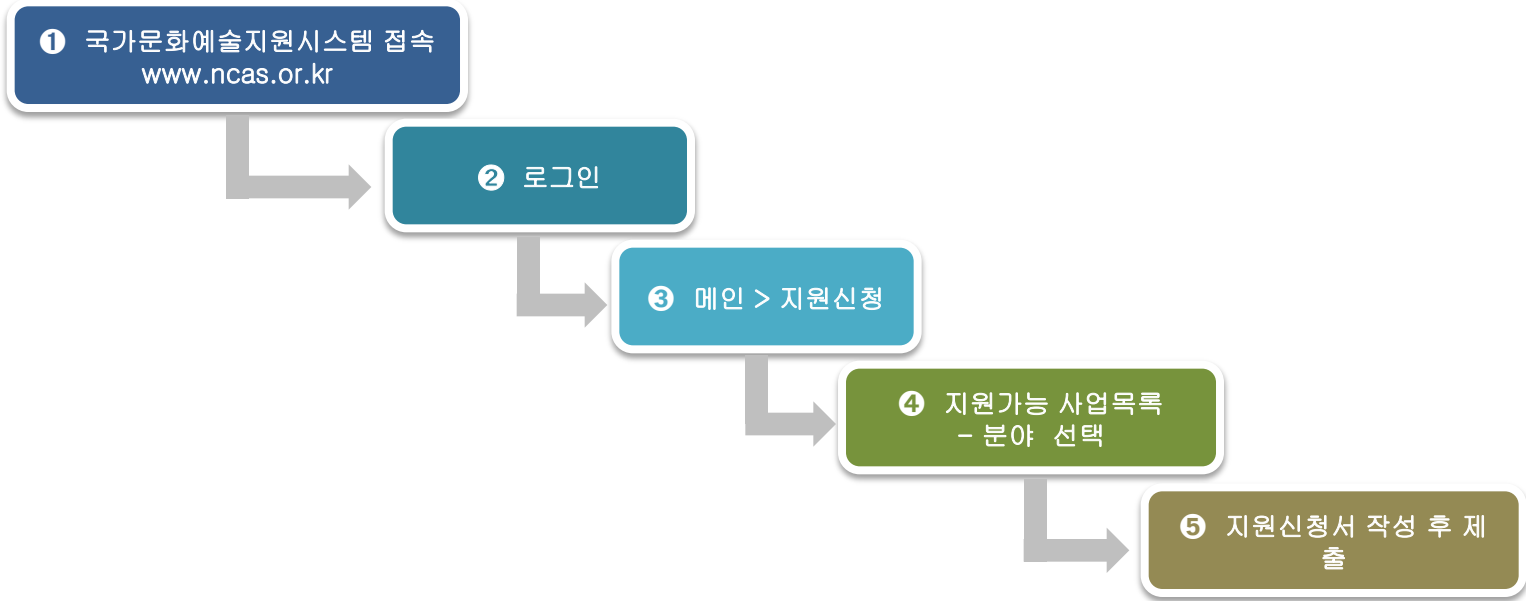 ❶ 국가문화예술지원시스템 접속
www.ncas.or.kr
❷ 로그인
❸ 메인 > 지원신청
❹ 지원가능 사업목록
- 분야 선택
❺ 지원신청서 작성 후 제
출